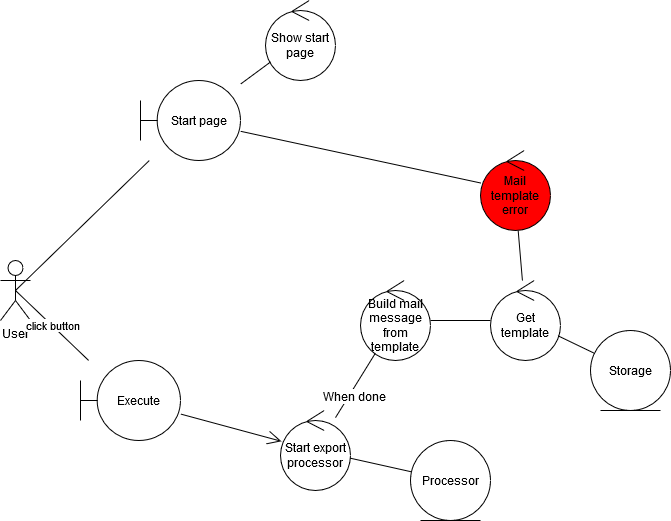 Show start
page
Start page
Mail
template
error
User
click button
Build mail
message
from
template
Get
template
Storage
Execute
When done
Start export
processor
Processor